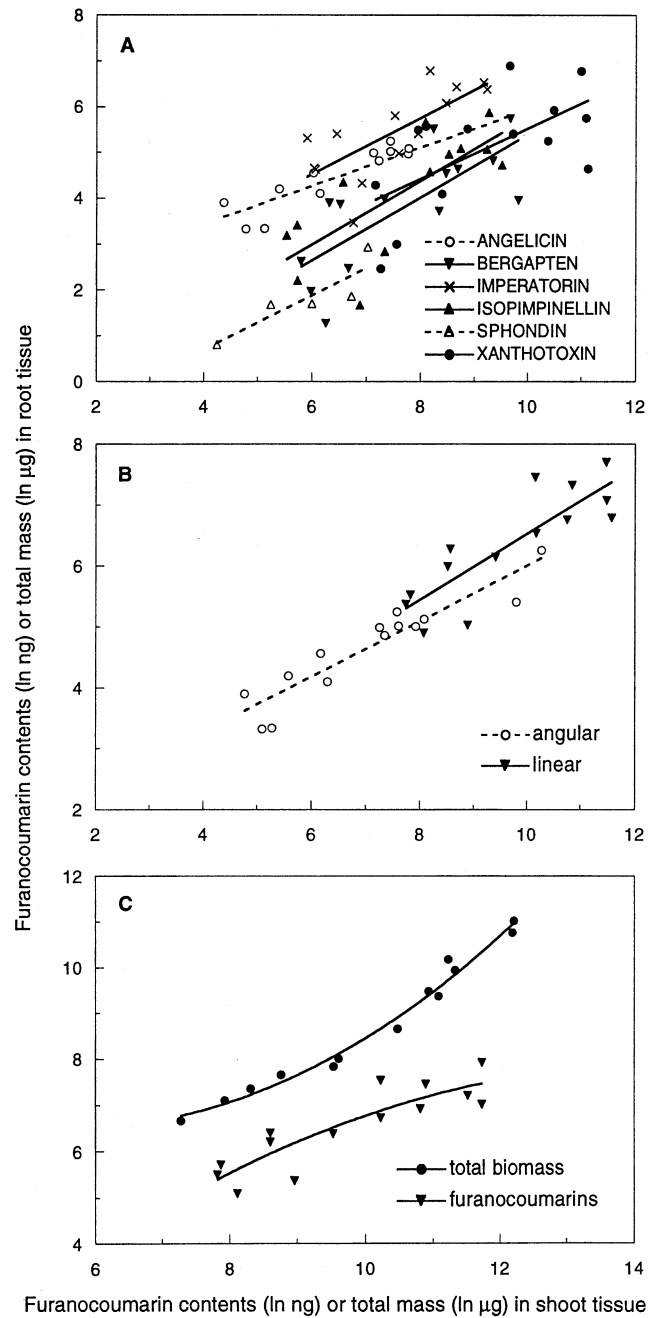 Furanocoumarin contents (ln ng) or total mass (ln µg) in root tissue
A
8
6
4
2
0
2 4 6 8 10 12
ANGELICIN
BERGAPTEN
IMPERATORIN
ISOPIMPINELLIN
SPHONDIN
XANTHOTOXIN
B
8
6
4
2
2 4 6 8 10 12
angular
linear
C
12
10
8
6
4
6 8 10 12 14
total biomass
furanocoumarins
Furanocoumarin contents (ln ng) or total mass (ln µg) in shoot tissue